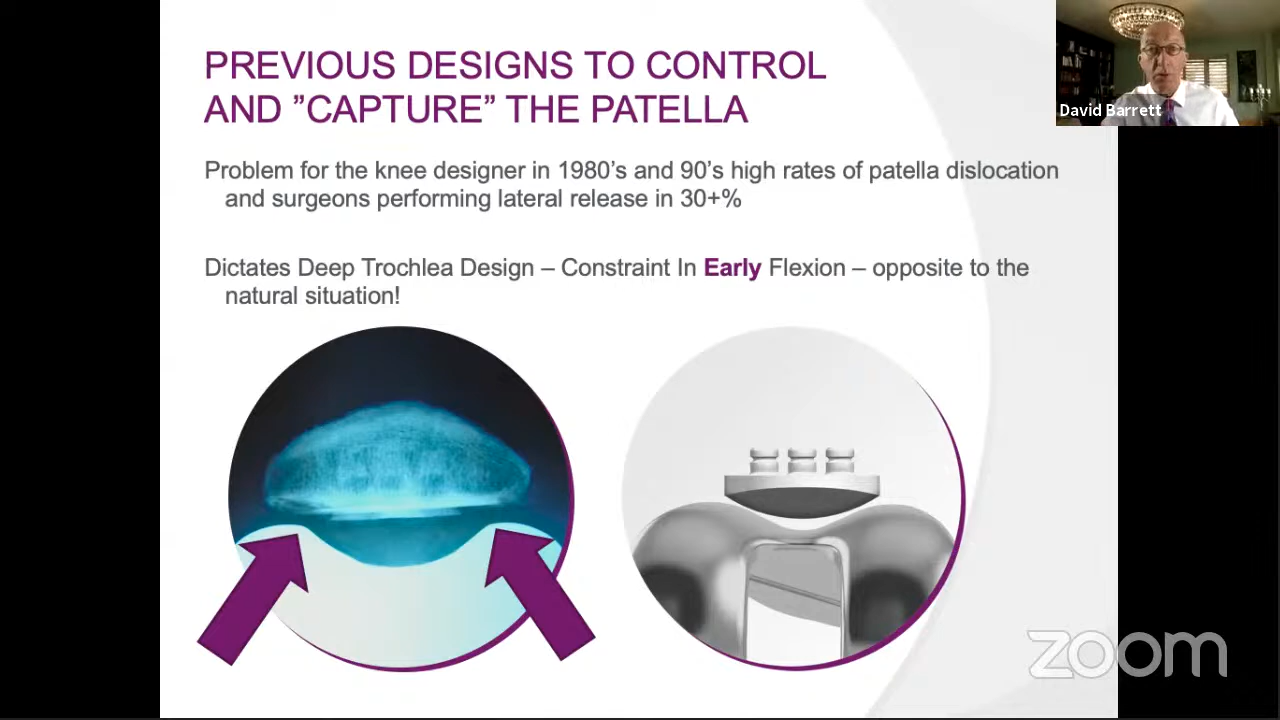 PREVIOUS DESIGNS TO CONTROL
AND ”CAPTURE” THE PATELLA
David Barrett
Problem for the knee designer in 1980’s and 90’s high rates of patella dislocation
and surgeons performing lateral release in 30+%
Dictates Deep Trochlea Design – Constraint In Early Flexion – opposite to the
natural situation!
zoom